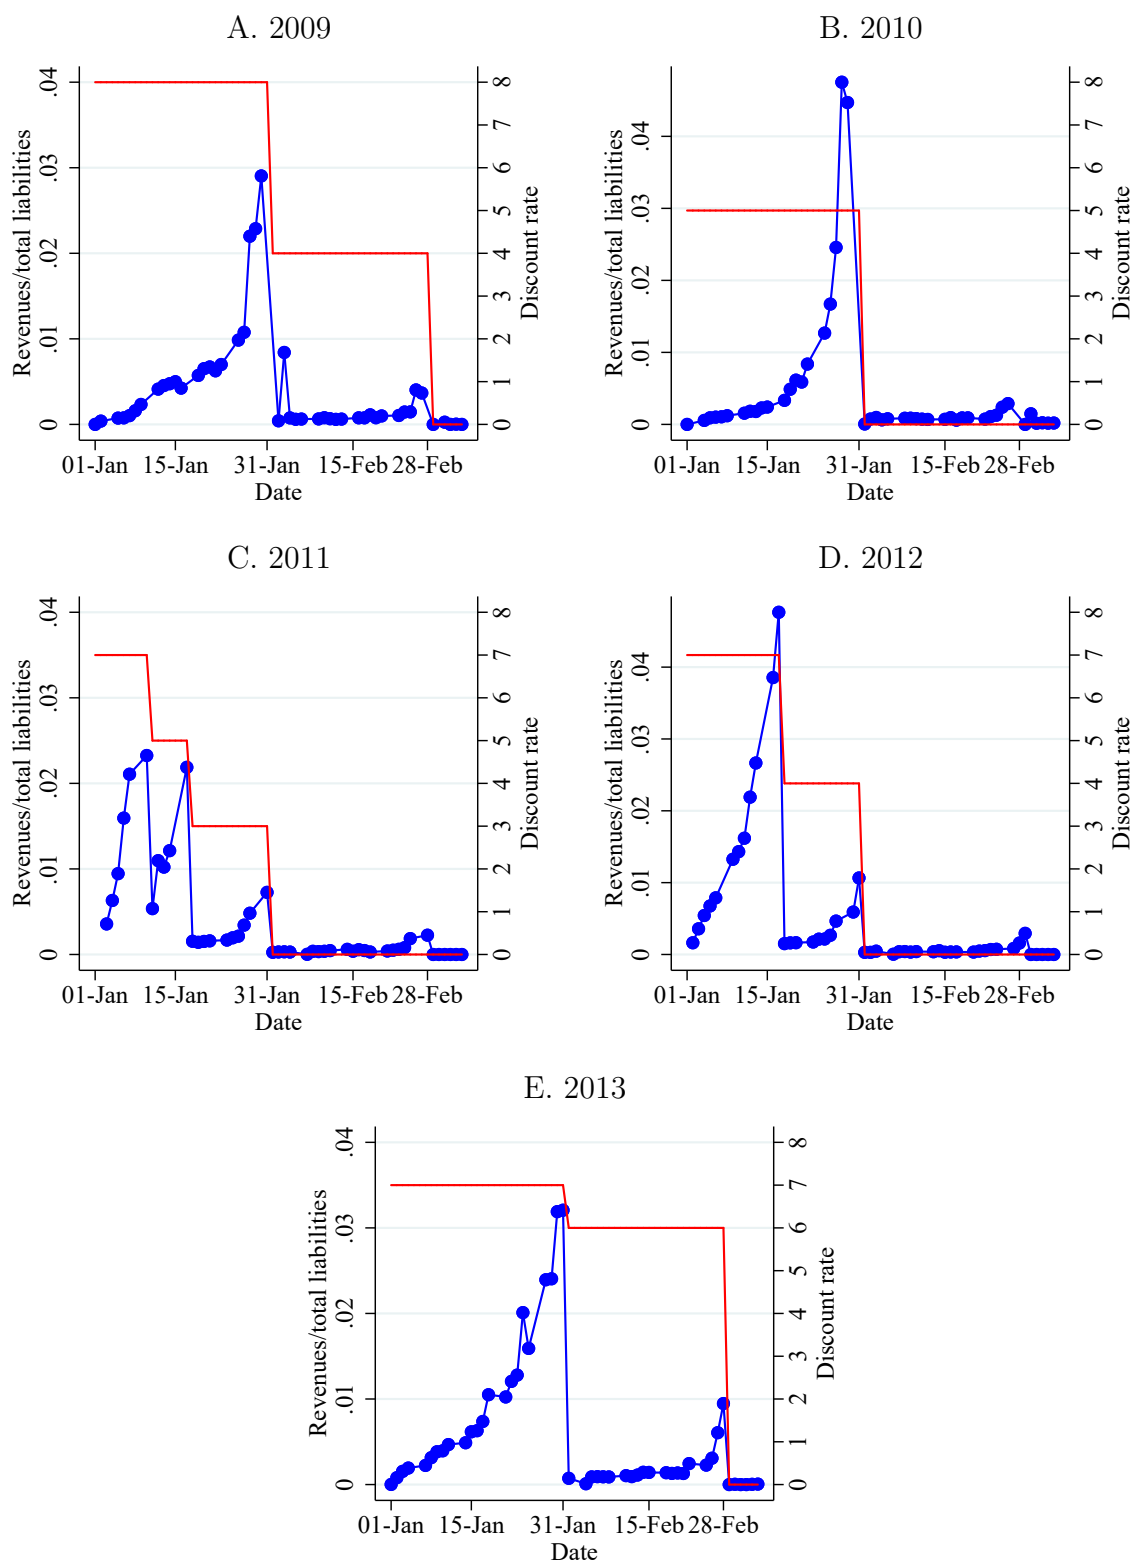 A. 2009
Revenues/total liabilities
0 .01 .02 .03 .04
0 1 2 3 4 5 6 7 8
Discount rate
01-Jan 15-Jan 31-Jan 15-Feb 28-Feb
Date
B. 2010
Revenues/total liabilities
0 .01 .02 .03 .04
0 1 2 3 4 5 6 7 8
Discount rate
01-Jan 15-Jan 31-Jan 15-Feb 28-Feb
Date
C. 2011
Revenues/total liabilities
0 .01 .02 .03 .04
0 1 2 3 4 5 6 7 8
Discount rate
01-Jan 15-Jan 31-Jan 15-Feb 28-Feb
Date
D. 2012
Revenues/total liabilities
0 .01 .02 .03 .04
0 1 2 3 4 5 6 7 8
Discount rate
01-Jan 15-Jan 31-Jan 15-Feb 28-Feb
Date
E. 2013
Revenues/total liabilities
0 .01 .02 .03 .04
0 1 2 3 4 5 6 7 8
Discount rate
01-Jan 15-Jan 31-Jan 15-Feb 28-Feb
Date